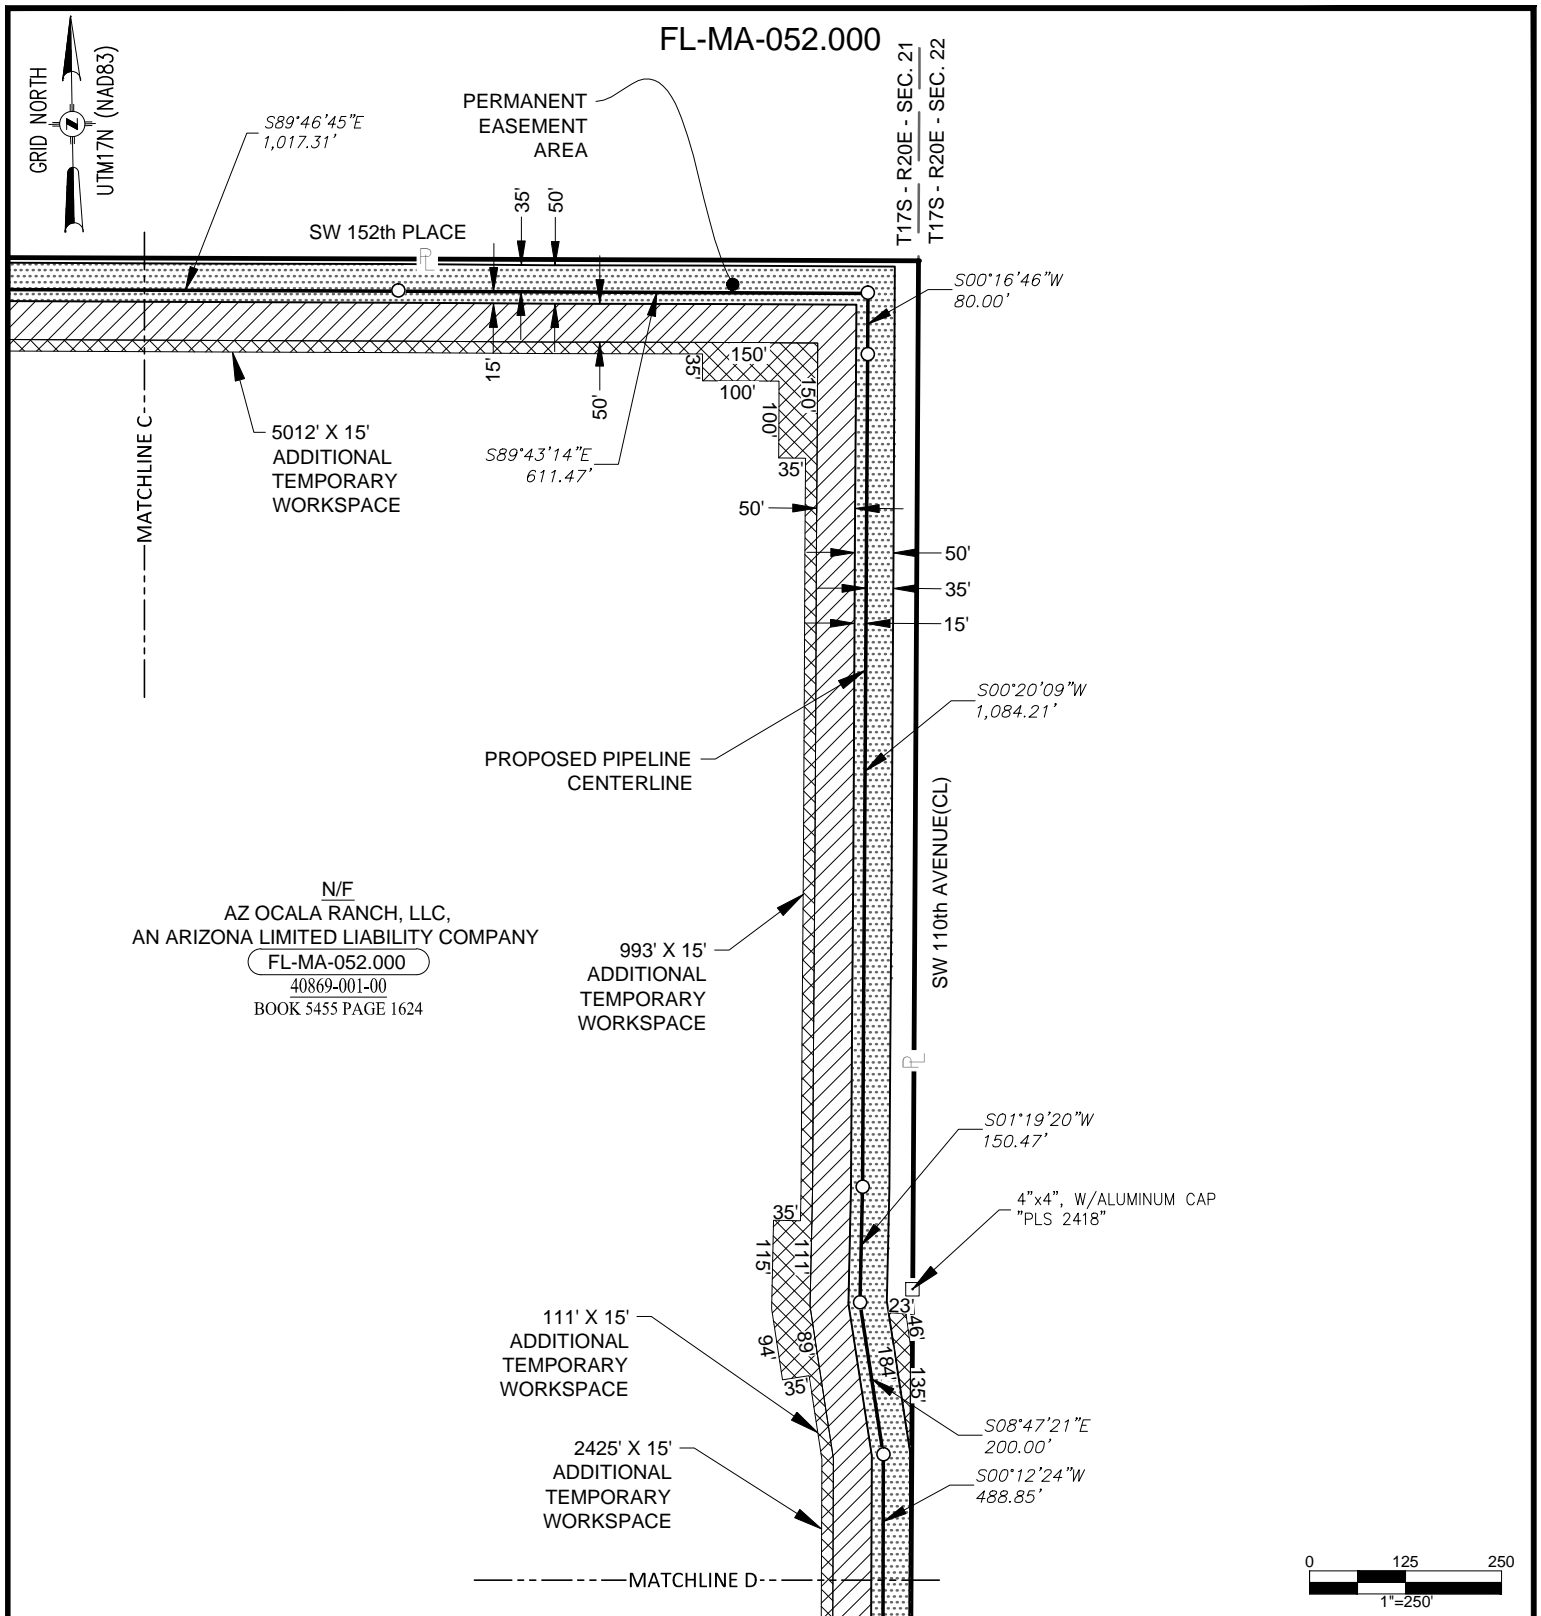 FL-MA-052.000
GRID NORTH
UTM17N (NAD83)
N
S89°46'45"E
1,017.31'
PERMANENT
EASEMENT
AREA
T17S - R20E - SEC. 21
T17S - R20E - SEC. 22
SW 152th PLACE
PL
35'
50'
15'
50'
S00°16'46"W
80.00'
MATCHLINE C
5012' X 15'
ADDITIONAL
TEMPORARY
WORKSPACE
S89°43'14"E
611.47'
35'
150'
100'
150'
100'
35'
50'
50'
35'
15'
S00°20'09"W
1,084.21'
PROPOSED PIPELINE
CENTERLINE
SW 110th AVENUE(CL)
N/F
AZ OCALA RANCH, LLC,
AN ARIZONA LIMITED LIABILITY COMPANY
FL-MA-052.000
40869-001-00
BOOK 5455 PAGE 1624
993' X 15'
ADDITIONAL
TEMPORARY
WORKSPACE
PL
S01°19'20"W
150.47'
4"x4", W/ALUMINUM CAP
"PLS 2418"
35'
115'
111'
94'
89'
35'
23'
46'
184'
135'
111' X 15'
ADDITIONAL
TEMPORARY
WORKSPACE
S08°47'21"E
200.00'
2425' X 15'
ADDITIONAL
TEMPORARY
WORKSPACE
S00°12'24"W
488.85'
MATCHLINE D
0 125 250
1"=250'